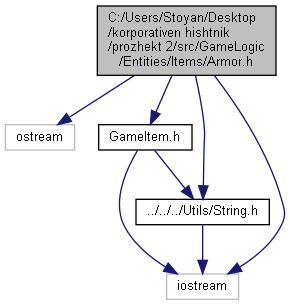 C:/Users/Stoyan/Desktop
/korporativen hishtnik
/prozhekt 2/src/GameLogic
/Entities/Items/Armor.h
ostream
GameItem.h
../../../Utils/String.h
iostream